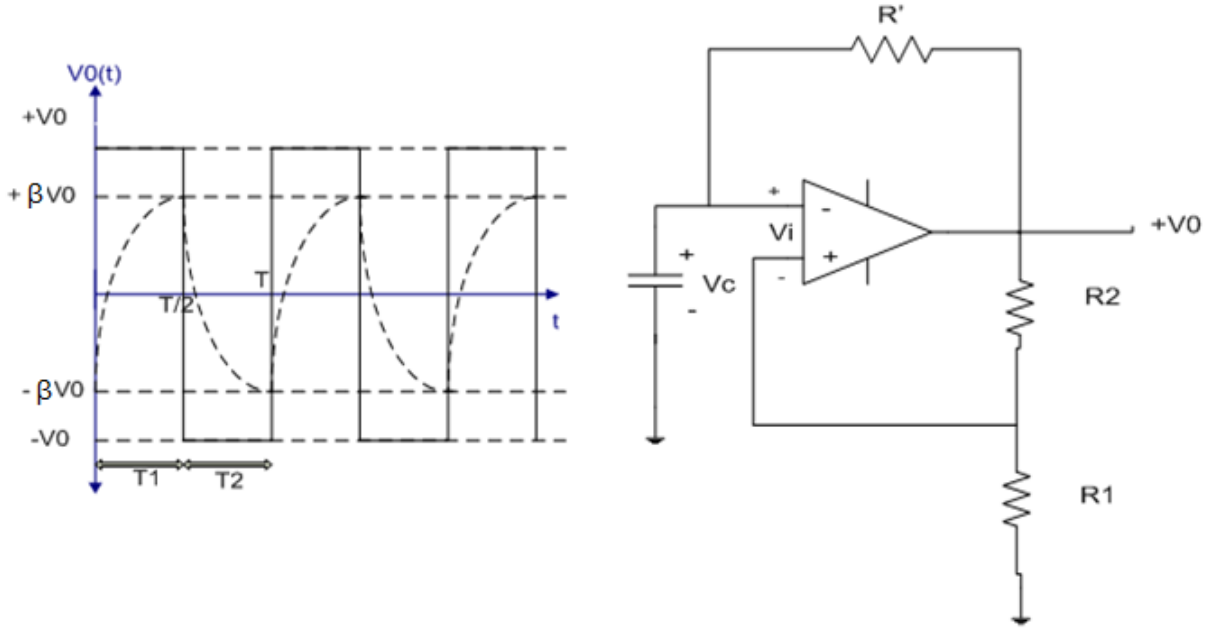 V0(t)
+V0
+ βV0
T
T/2
t
- βV0
-V0
T1
T2
R'
+
-
Vi
+
-
+V0
+
Vc
-
R2
R1